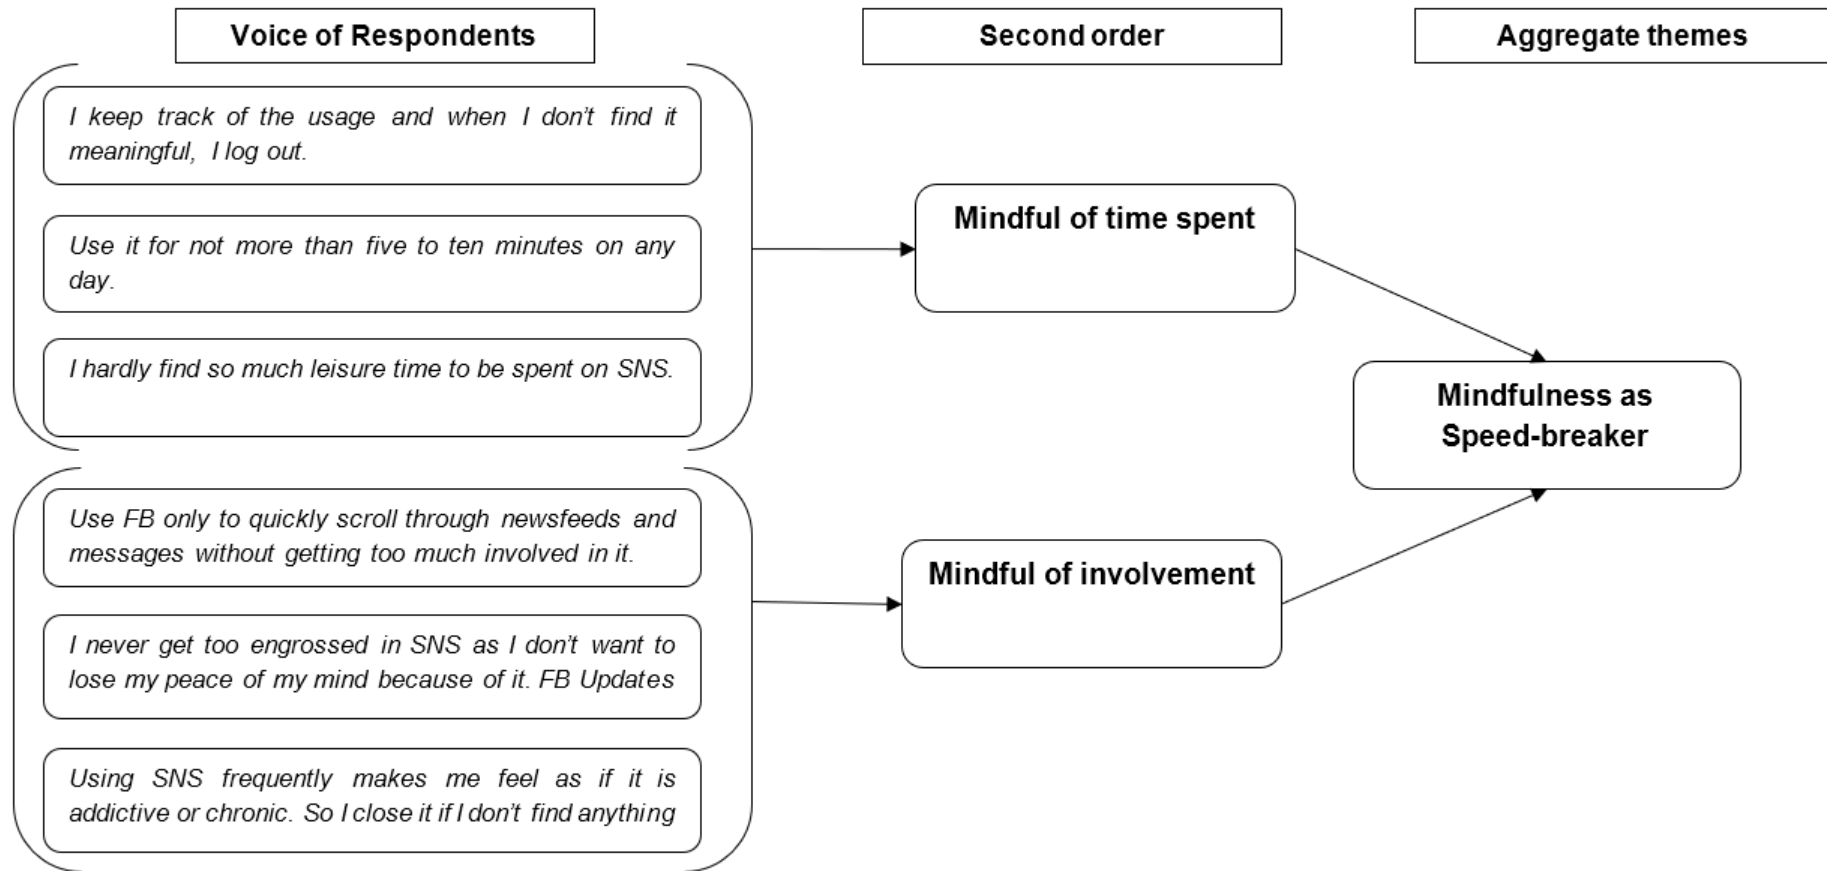 Voice of Respondents
Second order
Aggregate themes
I keep track of the usage and when I don't find it
meaningful, I log out.
Use it for not more than five to ten minutes on any
day.
I hardly find so much leisure time to be spent on SNS.
Mindful of time spent
Mindfulness as
Speed-breaker
Use FB only to quickly scroll through newsfeeds and
messages without getting too much involved in it.
I never get too engrossed in SNS as I don't want to
lose my peace of my mind because of it. FB Updates
Using SNS frequently makes me feel as if it is
addictive or chronic. So I close it if I don't find anything
Mindful of involvement